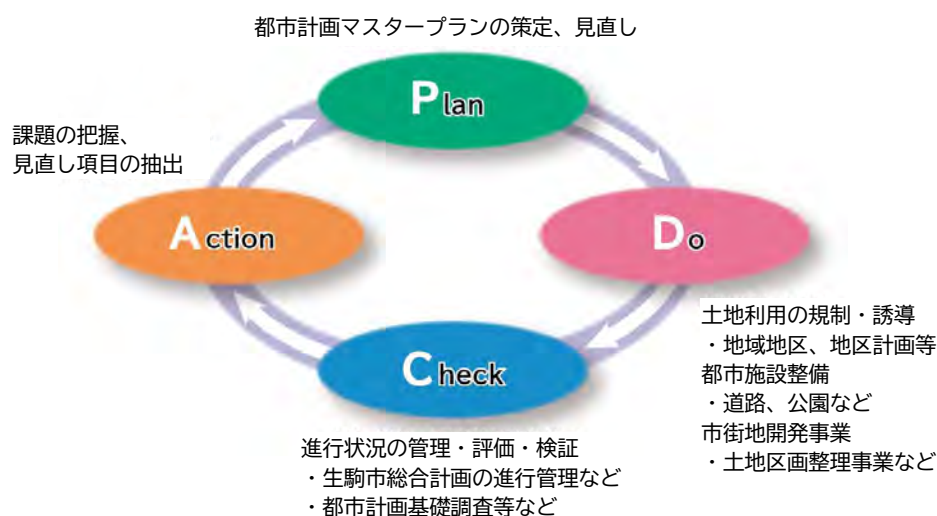 都市計画マスタープランの策定、見直し
Plan
課題の把握、
見直し項目の抽出
Action
Do
土地利用の規制・誘導
・地域地区、地区計画等
都市施設整備
・道路、公園など
市街地開発事業
・土地区画整理事業など
Check
進行状況の管理・評価・検証
・生駒市総合計画の進行管理など
・都市計画基礎調査等など